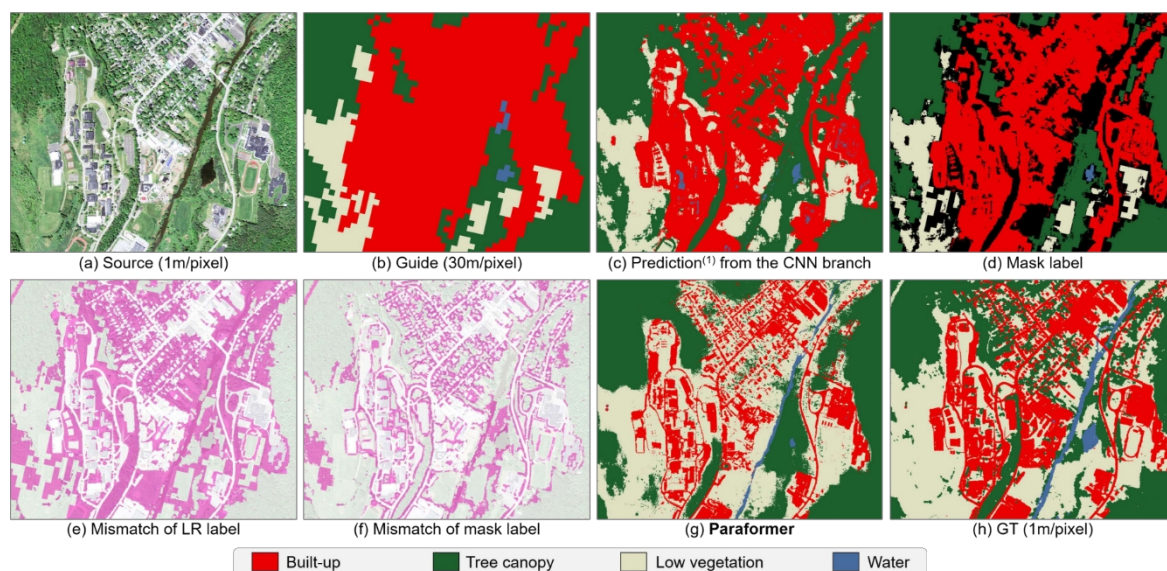 (a) Source (1m/pixel)
(b) Guide (30m/pixel)
(c) Prediction(1) from the CNN branch
(d) Mask label
(e) Mismatch of LR label
(f) Mismatch of mask label
(g) Paraformer
(h) GT (1m/pixel)
Built-up
Tree canopy
Low vegetation
Water